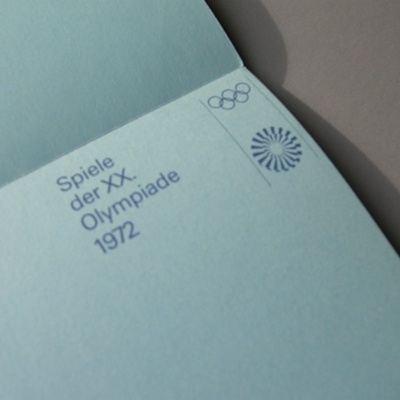 Spiele
der XX.
Olympiade
1972